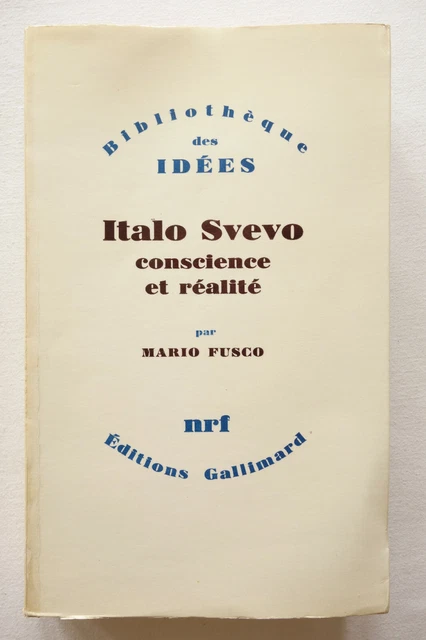 Bibliothèque
des
IDÉES
Italo Svevo
conscience
et réalité
par
MARIO FUSCO
nrf
Éditions Gallimard